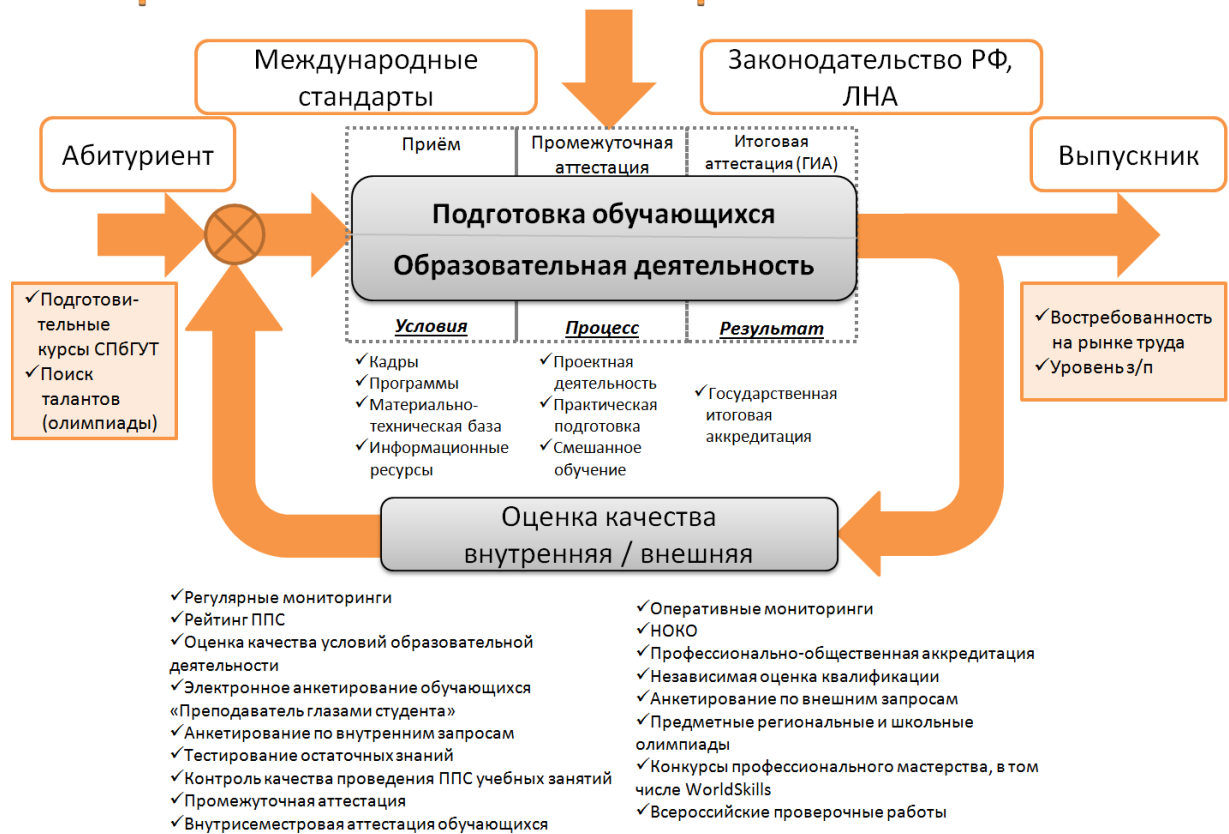 Международные
стандарты
Законодательство РФ,
ЛНА
Абитуриент
Выпускник
Приём
Промежуточная
аттестация
Итоговая
аттестация (ГИА)
Подготовка обучающихся
Образовательная деятельность
✓Подготови-
тельные
курсы СПбГУТ
✓Поиск
талантов
(олимпиады)
Условия
✓Кадры
✓Программы
✓Материально-
техническая база
✓Информационные
ресурсы
Процесс
✓Проектная
деятельность
✓Практическая
подготовка
✓Смешанное
обучение
Результат
✓Государственная
итоговая
аккредитация
✓Востребованность
на рынке труда
✓Уровень з/п
Оценка качества
внутренняя / внешняя
✓Регулярные мониторинги
✓Рейтинг ППС
✓Оценка качества условий образовательной
деятельности
✓Электронное анкетирование обучающихся
«Преподаватель глазами студента»
✓Анкетирование по внутренним запросам
✓Тестирование остаточных знаний
✓Контроль качества проведения ППС учебных занятий
✓Промежуточная аттестация
✓Внутрисеместровая аттестация обучающихся
✓Оперативные мониторинги
✓НОКО
✓Профессионально-общественная аккредитация
✓Независимая оценка квалификации
✓Анкетирование по внешним запросам
✓Предметные региональные и школьные
олимпиады
✓Конкурсы профессионального мастерства, в том
числе WorldSkills
✓Всероссийские проверочные работы